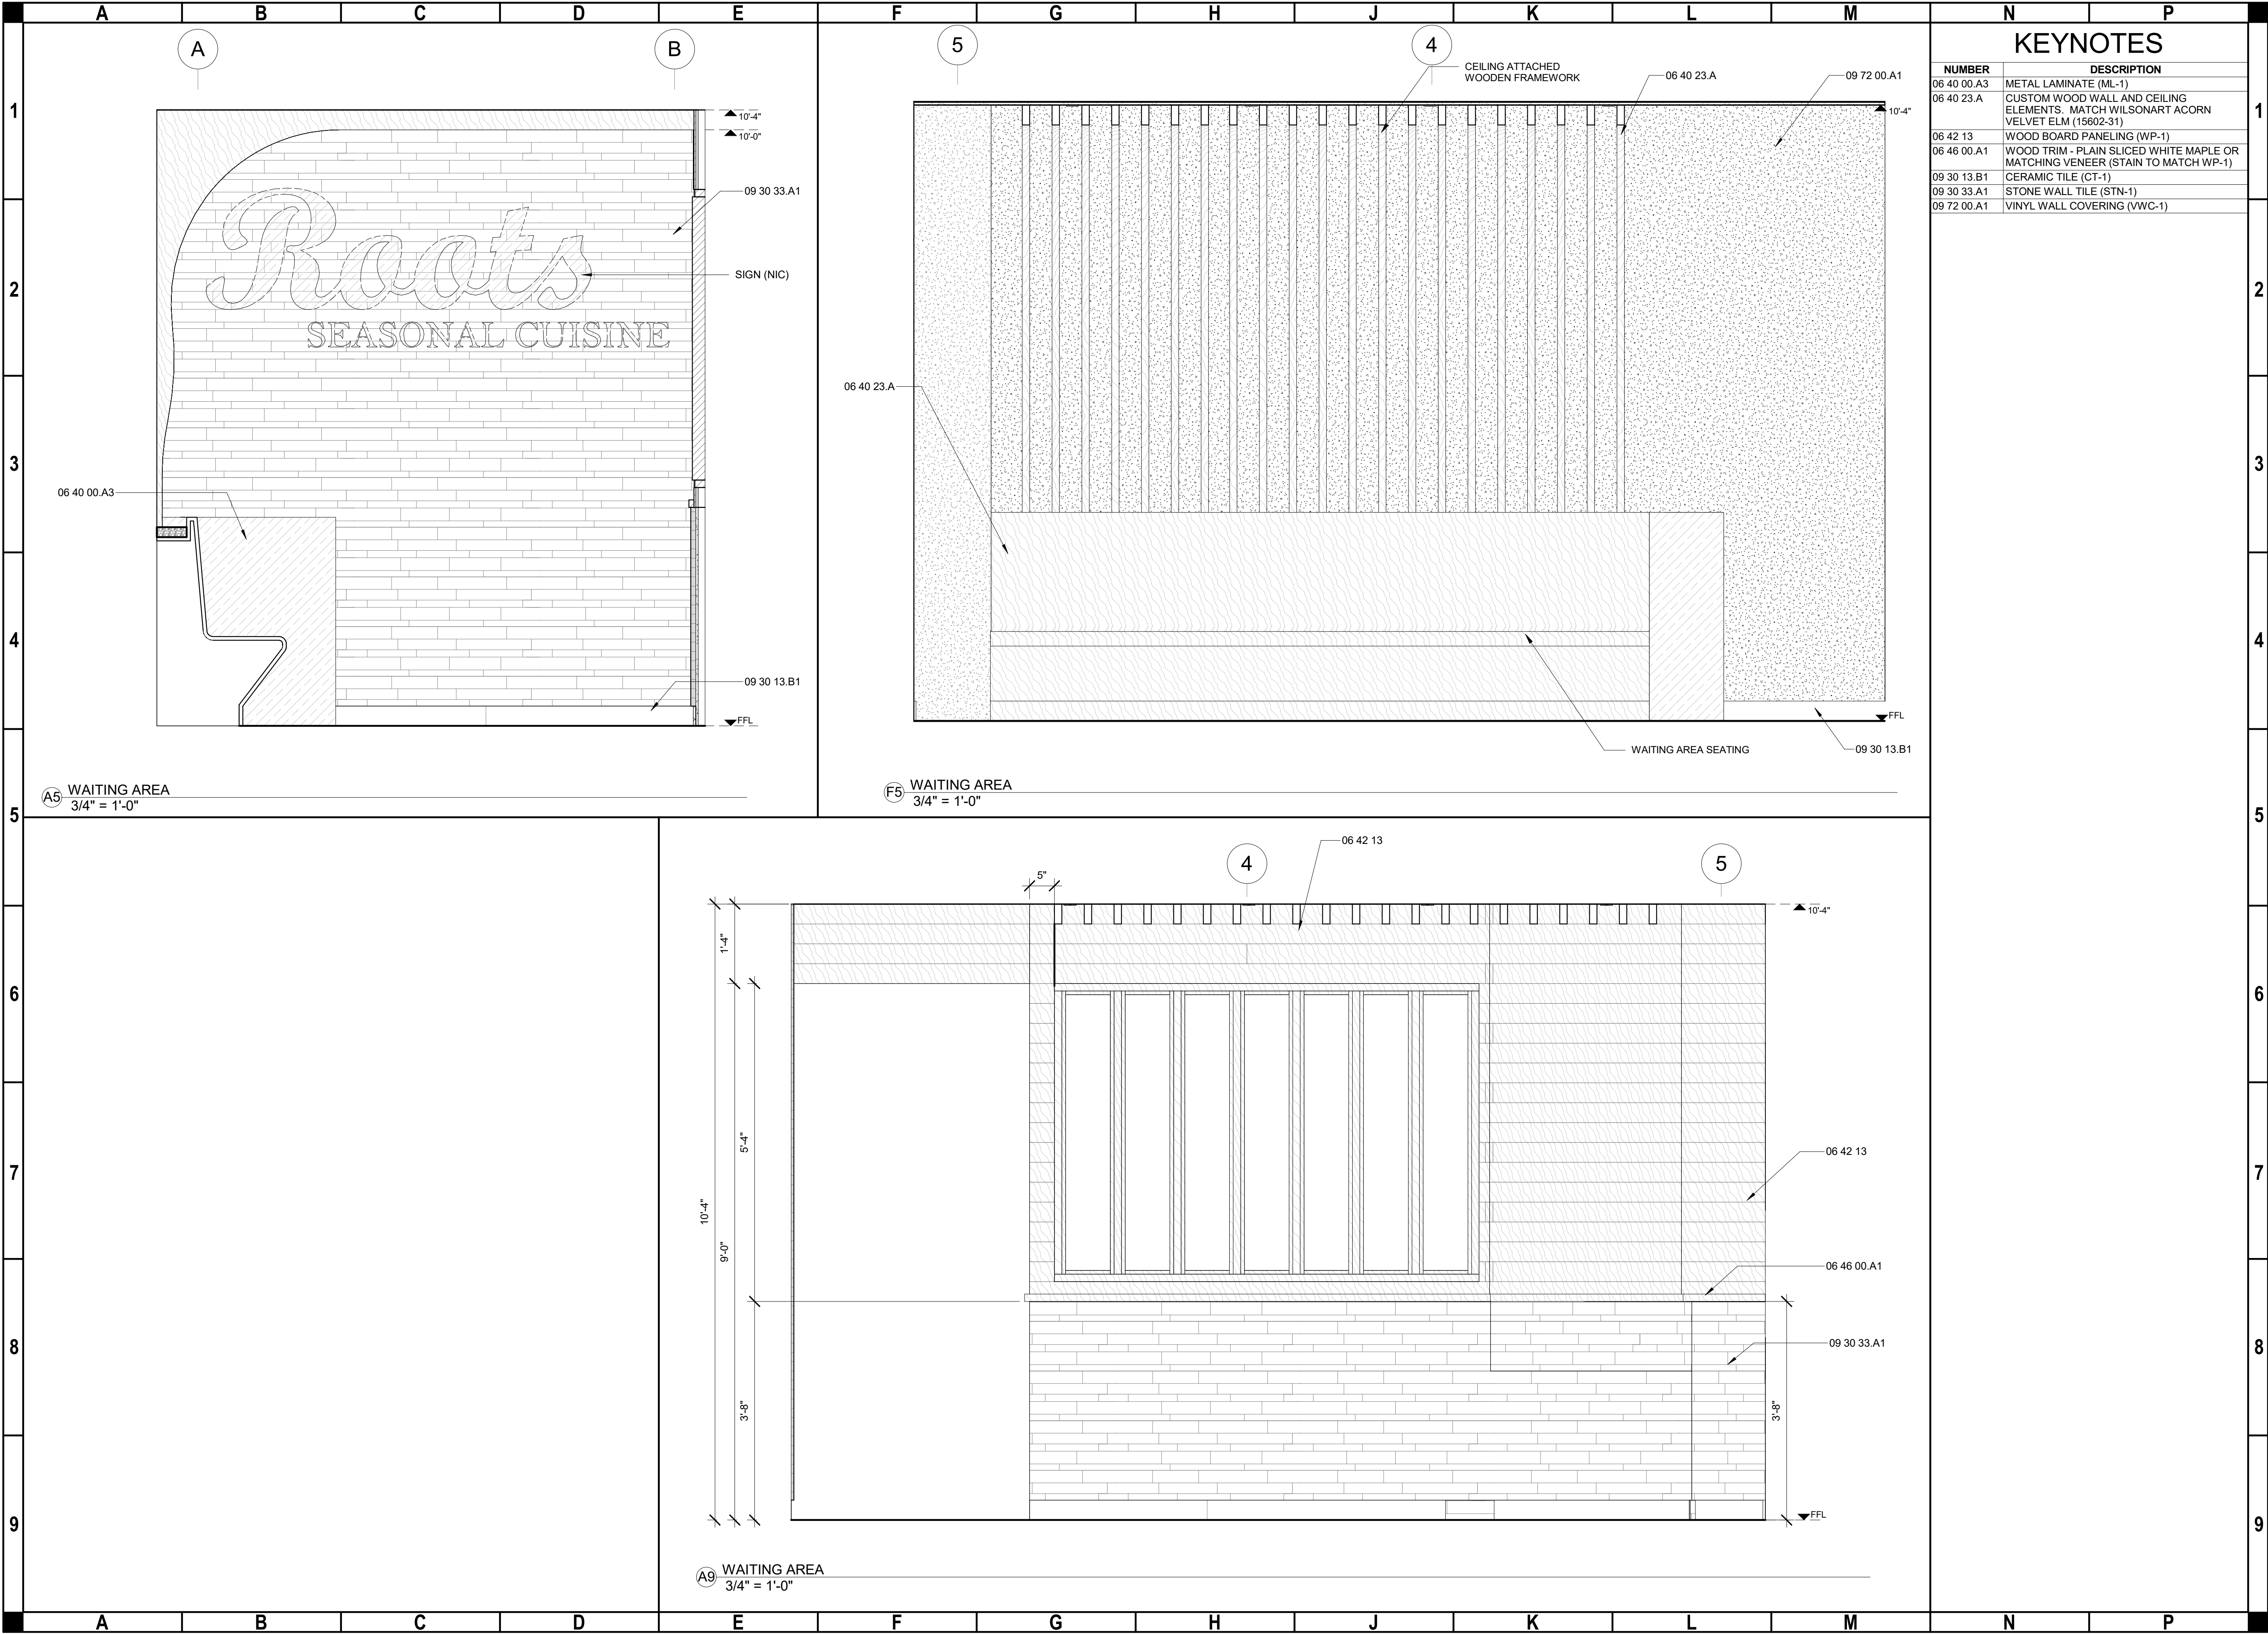 A B C D E F G H J K L M N P
1
2
3
4
5
6
7
8
9
A
B
10'-4"
10'-0"
09 30 33.A1
SIGN (NIC)
Roots
SEASONAL CUISINE
06 40 00.A3
09 30 13.B1
FFL
A5
WAITING AREA
3/4" = 1'-0"
5
4
CEILING ATTACHED
WOODEN FRAMEWORK
06 40 23.A
09 72 00.A1
10'-4"
06 40 23.A
FFL
WAITING AREA SEATING
09 30 13.B1
F5
WAITING AREA
3/4" = 1'-0"
KEYNOTES
NUMBER DESCRIPTION
06 40 00.A3 METAL LAMINATE (ML-1)
06 40 23.A CUSTOM WOOD WALL AND CEILING
ELEMENTS. MATCH WILSONART ACORN
VELVET ELM (15602-31)
06 42 13 WOOD BOARD PANELING (WP-1)
06 46 00.A1 WOOD TRIM - PLAIN SLICED WHITE MAPLE OR
MATCHING VENEER (STAIN TO MATCH WP-1)
09 30 13.B1 CERAMIC TILE (CT-1)
09 30 33.A1 STONE WALL TILE (STN-1)
09 72 00.A1 VINYL WALL COVERING (VWC-1)
06 42 13
4
5
5"
10'-4"
1'-4"
5'-4"
10'-4"
9'-0"
3'-8"
06 42 13
06 46 00.A1
09 30 33.A1
3'-8"
FFL
A9
WAITING AREA
3/4" = 1'-0"
1
2
3
4
5
6
7
8
9
A B C D E F G H J K L M N P